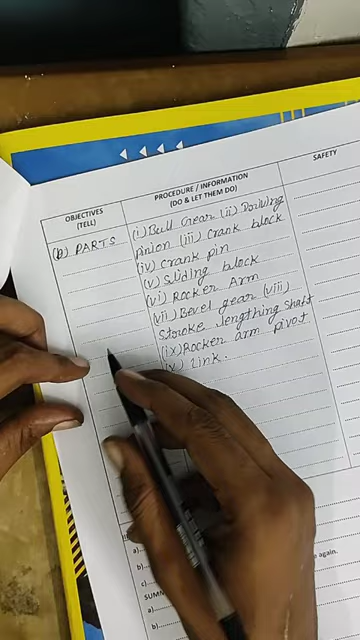 OBJECTIVES
(TELL)
PROCEDURE / INFORMATION
(DO & LET THEM DO)
SAFETY
(b) PARTS
(i) Bull Gear (ii) Driving
pinion (iii) Crank block
(iv) Crank pin
(v) Sliding block
(vi) Rocker Arm
(vii) Bevel gear (viii)
Stroke lengthing shaft
(ix) Rocker arm pivot
(x) Link.
a)
b)
c)
again.
SUMM
a)
b)